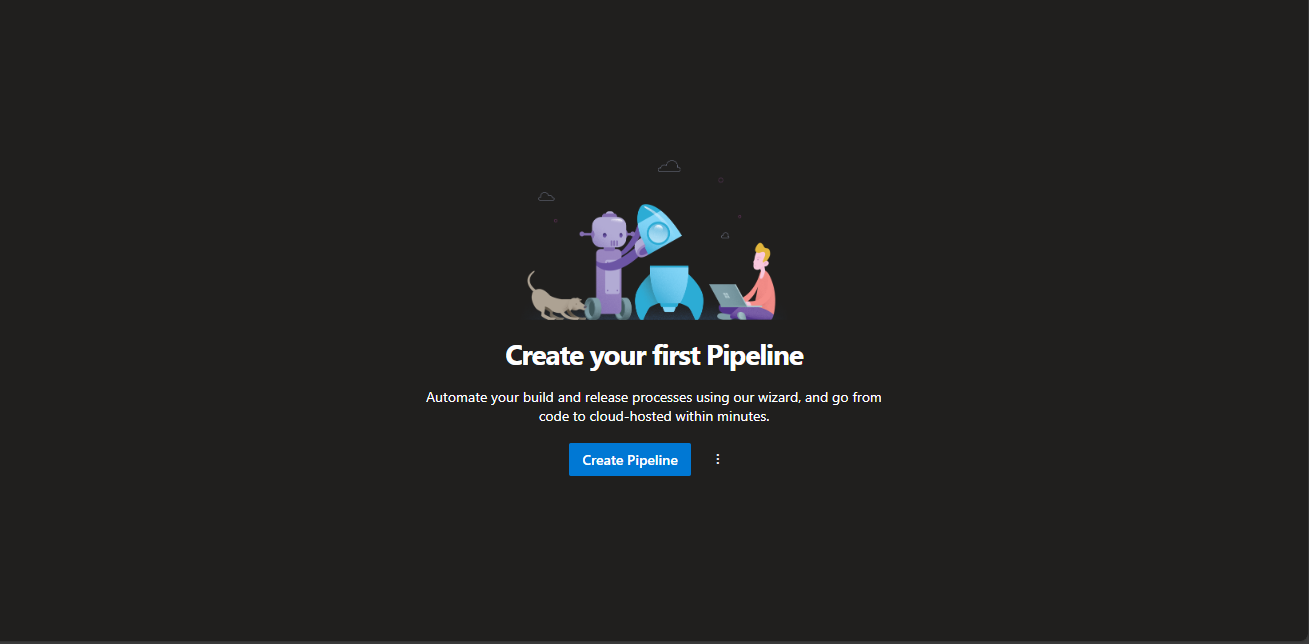 Create your first Pipeline
Automate your build and release processes using our wizard, and go from
code to cloud-hosted within minutes.
Create Pipeline